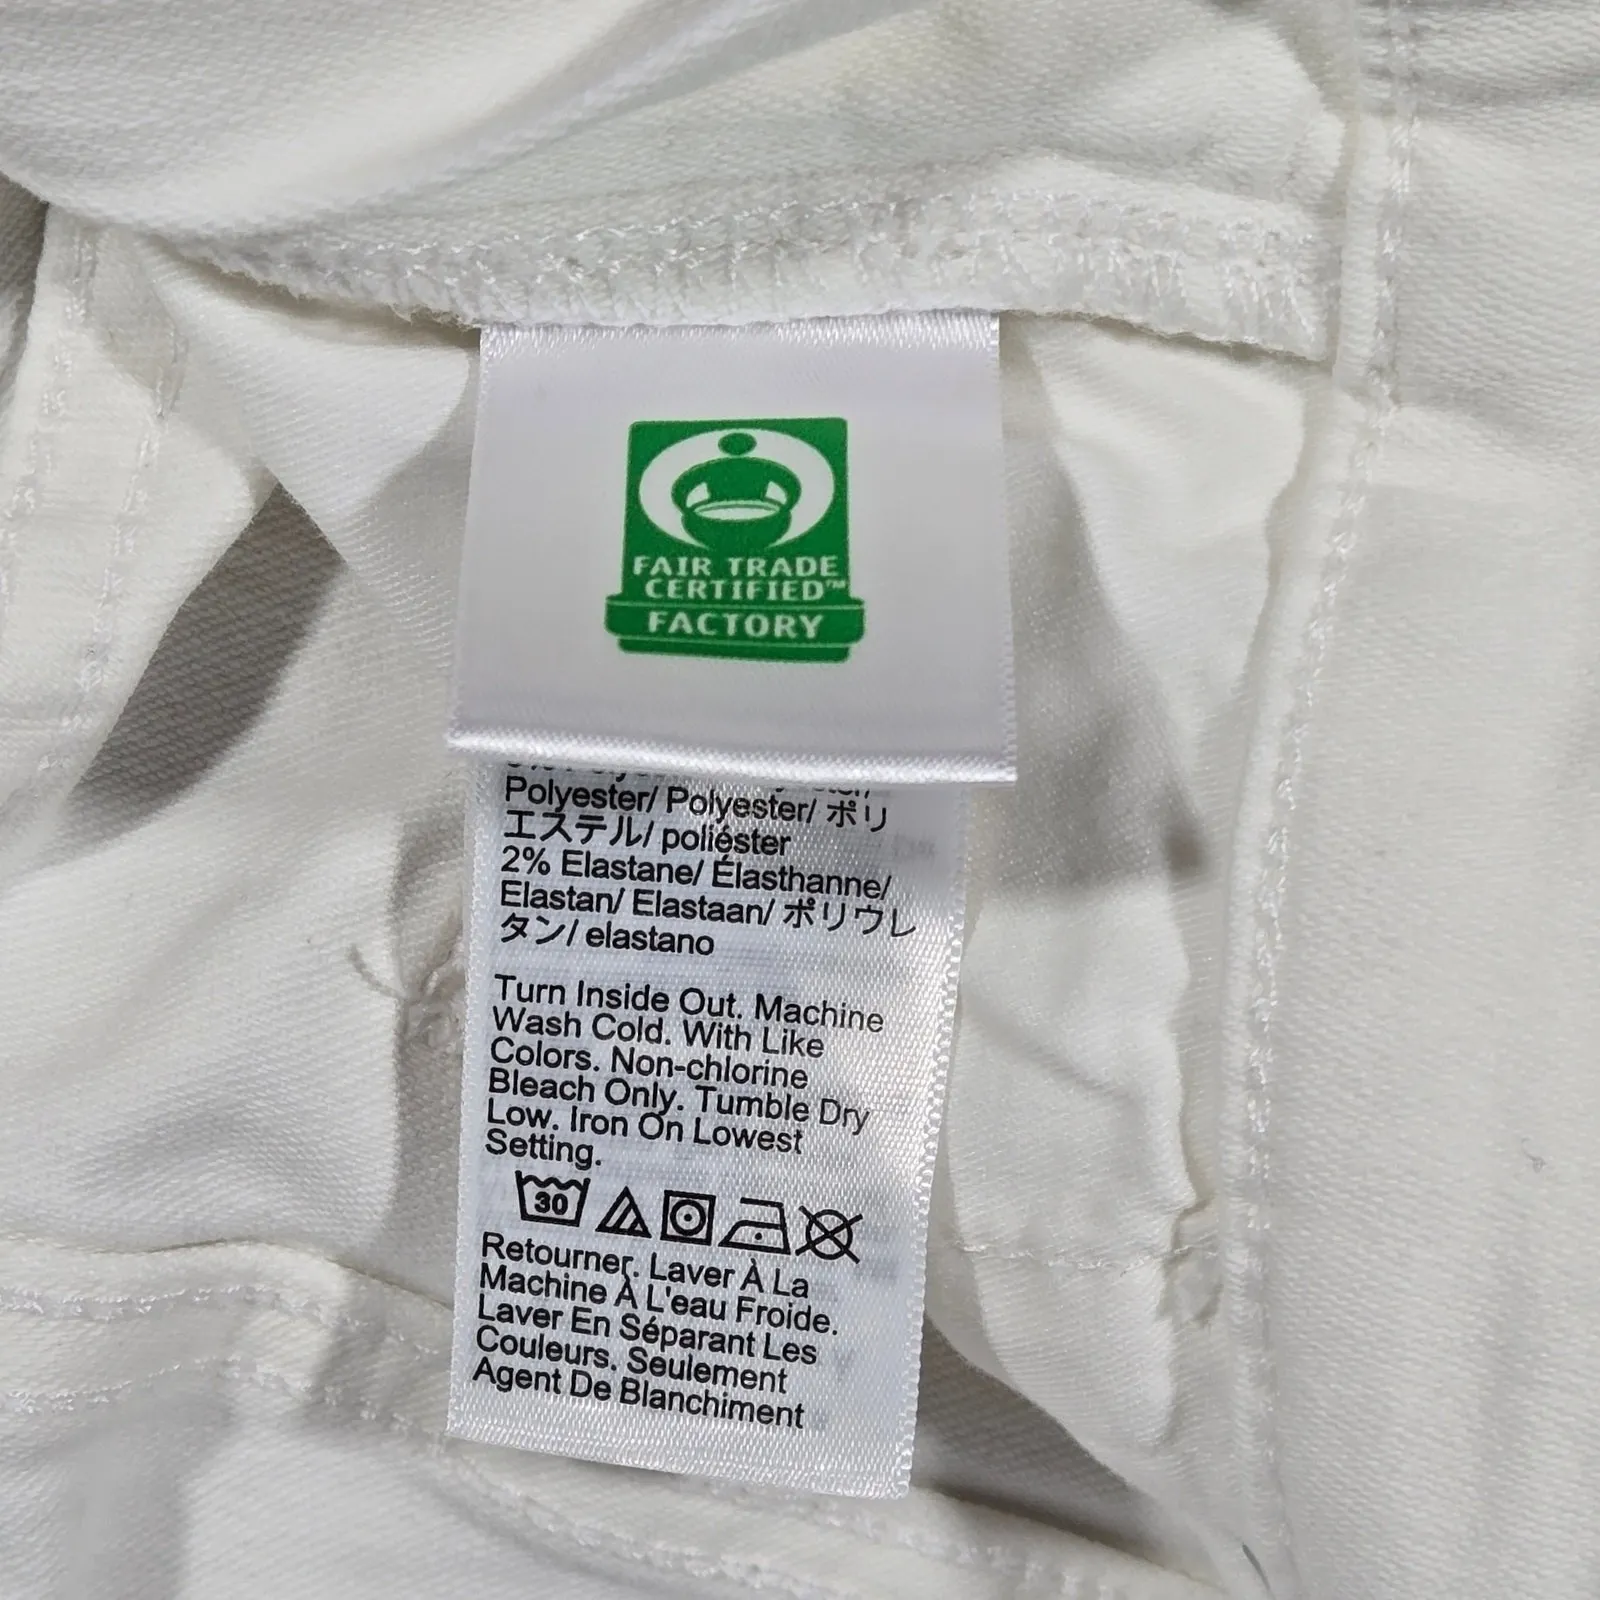 FAIR TRADE
CERTIFIED™
FACTORY
Polyester/ Polyester/ ポリ
エステル/ poliéster
2% Elastane/ Élasthanne/
Elastan/ Elastaan/ ポリウレ
タン/ elastano
Turn Inside Out. Machine
Wash Cold. With Like
Colors. Non-chlorine
Bleach Only. Tumble Dry
Low. Iron On Lowest
Setting.
30
Retourner. Laver À La
Machine À L'eau Froide.
Laver En Séparant Les
Couleurs. Seulement
Agent De Blanchiment